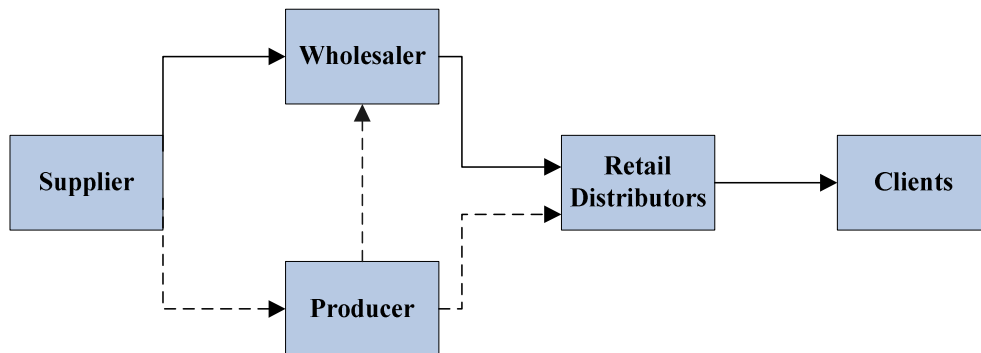 Wholesaler
Supplier
Retail
Distributors
Clients
Producer